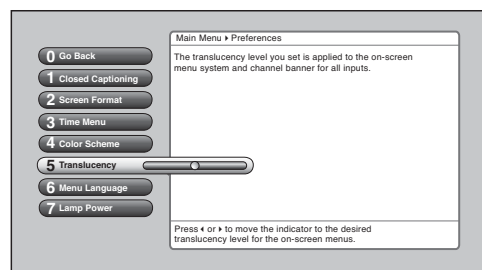 Main Menu ▸ Preferences
The translucency level you set is applied to the on-screen
menu system and channel banner for all inputs.
0 Go Back
1 Closed Captioning
2 Screen Format
3 Time Menu
4 Color Scheme
5 Translucency
6 Menu Language
7 Lamp Power
Press ◂ or ▸ to move the indicator to the desired
translucency level for the on-screen menus.